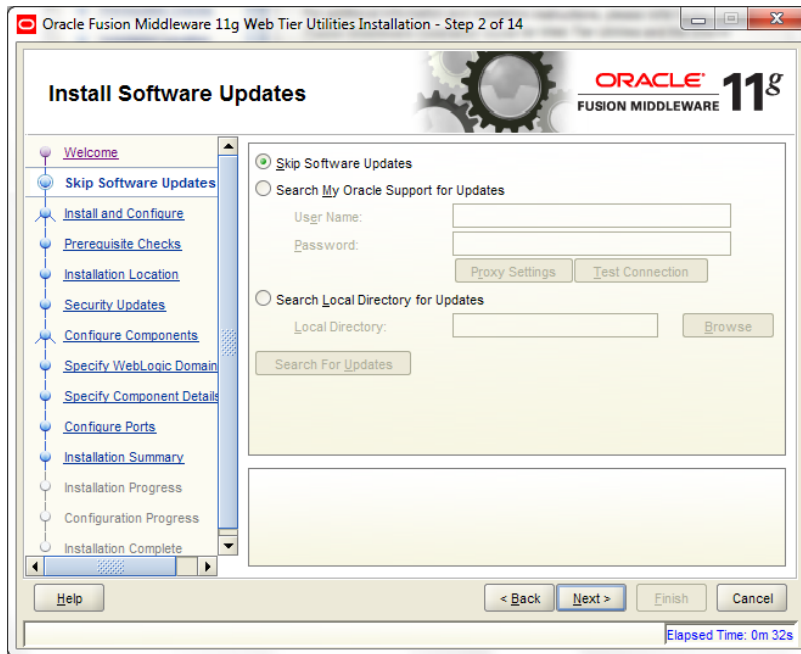 Oracle Fusion Middleware 11g Web Tier Utilities Installation - Step 2 of 14
Install Software Updates
ORACLE
FUSION MIDDLEWARE 11g
Welcome
Skip Software Updates
Install and Configure
Prerequisite Checks
Installation Location
Security Updates
Configure Components
Specify WebLogic Domain
Specify Component Details
Configure Ports
Installation Summary
Installation Progress
Configuration Progress
Installation Complete
Skip Software Updates
Search My Oracle Support for Updates
User Name:
Password:
Proxy Settings Test Connection
Search Local Directory for Updates
Local Directory: Browse
Search For Updates
Help < Back Next > Finish Cancel
Elapsed Time: 0m 32s